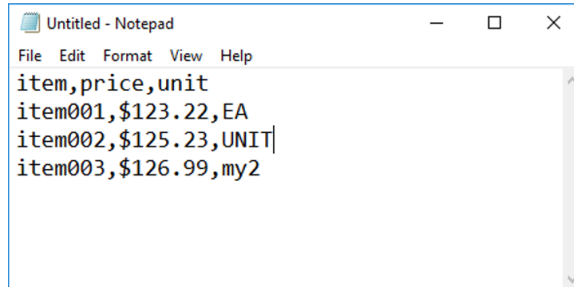 Untitled - Notepad
File Edit Format View Help
item,price,unit
item001,$123.22,EA
item002,$125.23,UNIT
item003,$126.99,my2